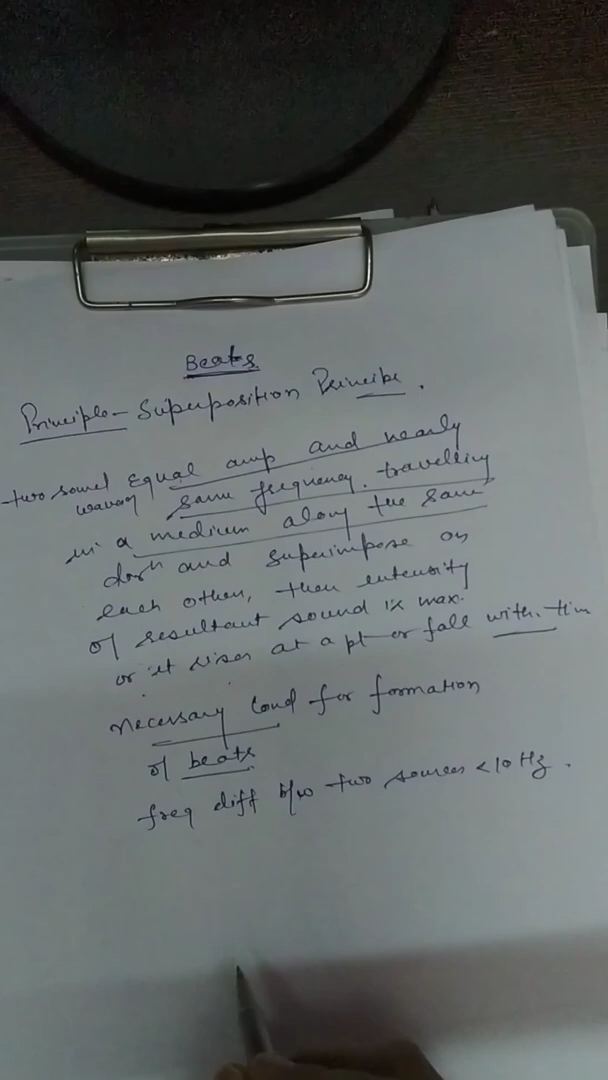 Beats
Principle - Superposition Principle.
two sound Equal amp and nearly
waves same frequency. travelling
in a medium along the same
dirn and superimpose on
each other, then intensity
of resultant sound is max.
or it rises at a pt or fall with tim
necessary Cond for formation
of beats
freq diff b/w two sources < 10 Hz.